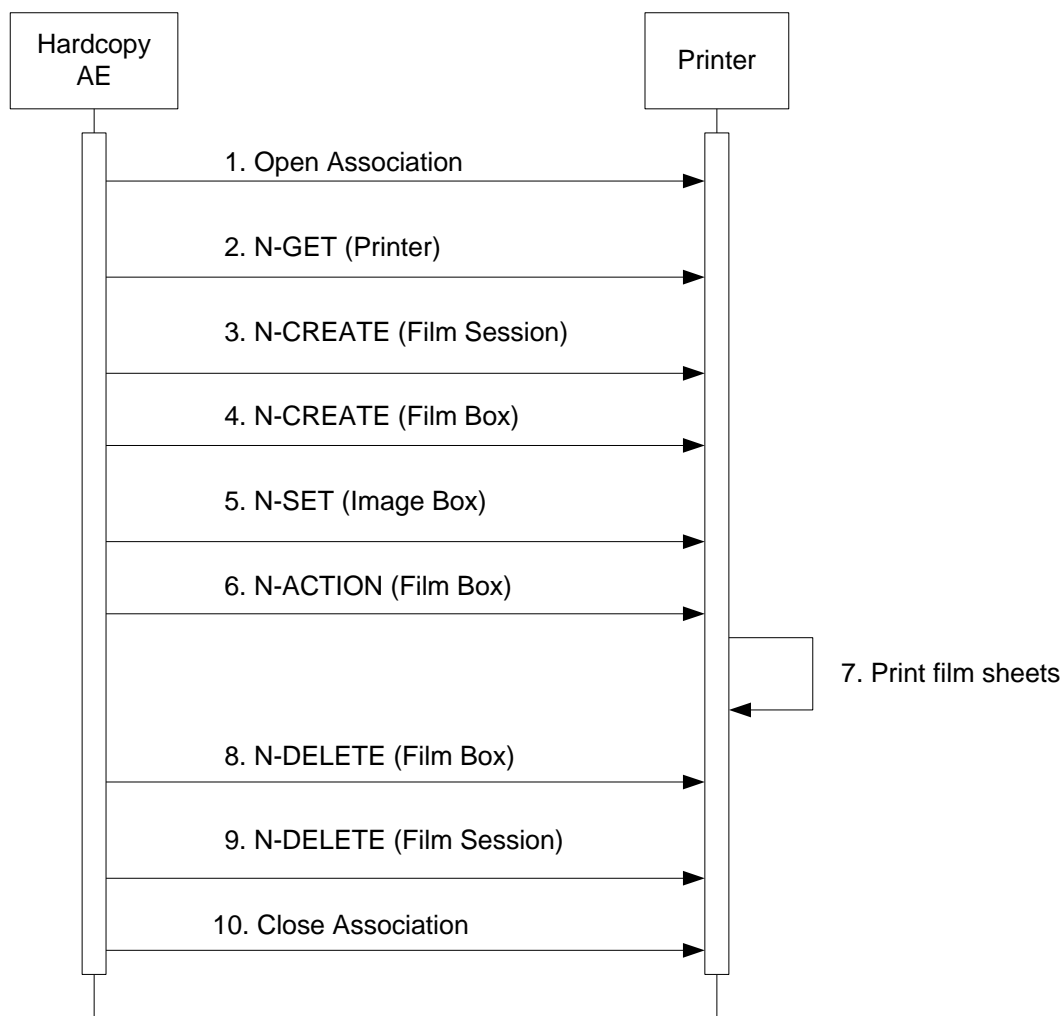 Hardcopy
AE
Printer
1. Open Association
2. N-GET (Printer)
3. N-CREATE (Film Session)
4. N-CREATE (Film Box)
5. N-SET (Image Box)
6. N-ACTION (Film Box)
7. Print film sheets
8. N-DELETE (Film Box)
9. N-DELETE (Film Session)
10. Close Association